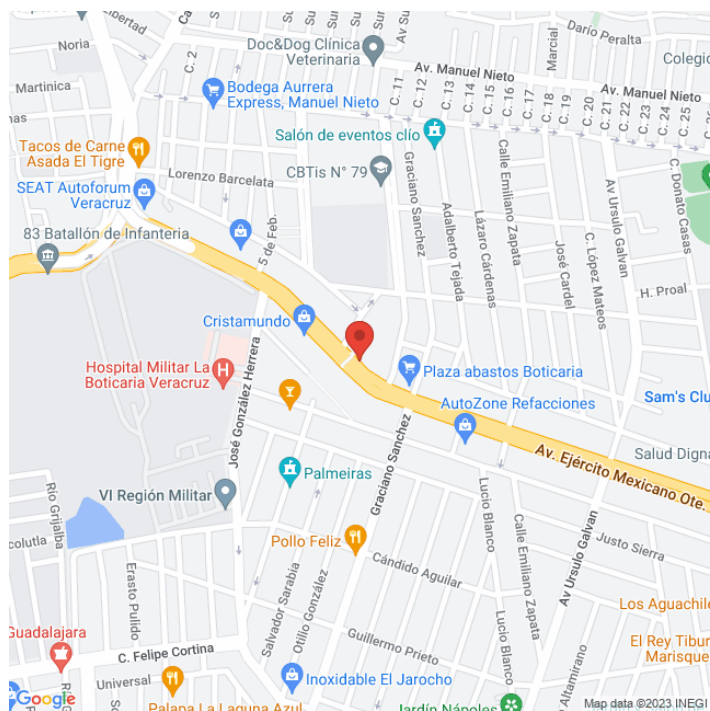 Noria
Martinica
C. 2
Doc&Dog Clínica
Veterinaria
Darío Peralta
Marcial
Colegio
Av. Manuel Nieto
Av. Manuel Nieto
Bodega Aurrera
Express, Manuel Nieto
C. 11
C. 12
C. 13
C. 14
C. 15
C. 16
C. 17
C. 18
C. 19
C. 20
C. 21
C. 22
C. 23
C. 24
C. 25
Tacos de Carne
Asada El Tigre
Salón de eventos clío
Lorenzo Barcelata
CBTis N° 79
SEAT Autoforum
Veracruz
Graciano Sanchez
Adalberto Tejada
Lázaro Cárdenas
Calle Emiliano Zapata
José Cardel
C. López Mateos
Av Ursulo Galvan
C. Donato Casas
83 Batallón de Infanteria
5 de Feb.
H. Proal
Cristamundo
Hospital Militar La
Boticaria Veracruz
José González Herrera
Plaza abastos Boticaria
AutoZone Refacciones
Sam's Clu
Av. Ejército Mexicano Ote.
Salud Digna
Graciano Sanchez
Palmeiras
VI Región Militar
Río Grijalba
colutla
Lucio Blanco
Calle Emiliano Zapata
Av Ursulo Galvan
Justo Sierra
Pollo Feliz
Cándido Aguilar
Erasto Pulido
Salvador Sarabia
Otilio González
Los Aguachile
Guadalajara
C. Felipe Cortina
Guillermo Prieto
Lucio Blanco
Altamirano
El Rey Tibur
Marisque
Universal
Inoxidable El Jarocho
Palapa La Laguna Azul
Jardín Nápoles
Google
Map data ©2023 INEGI